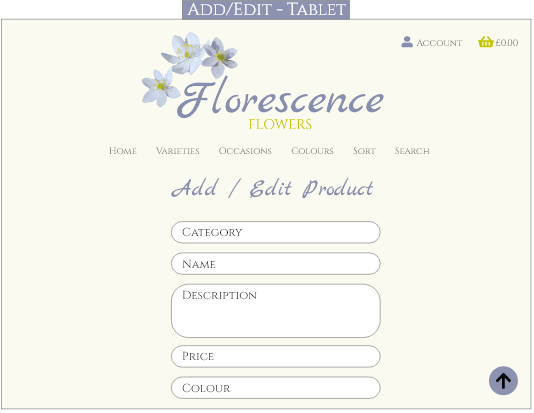 Add/Edit - Tablet
Account £0.00
Florescence
FLOWERS
Home Varieties Occasions Colours Sort Search
Add / Edit Product
Category
Name
Description
Price
Colour